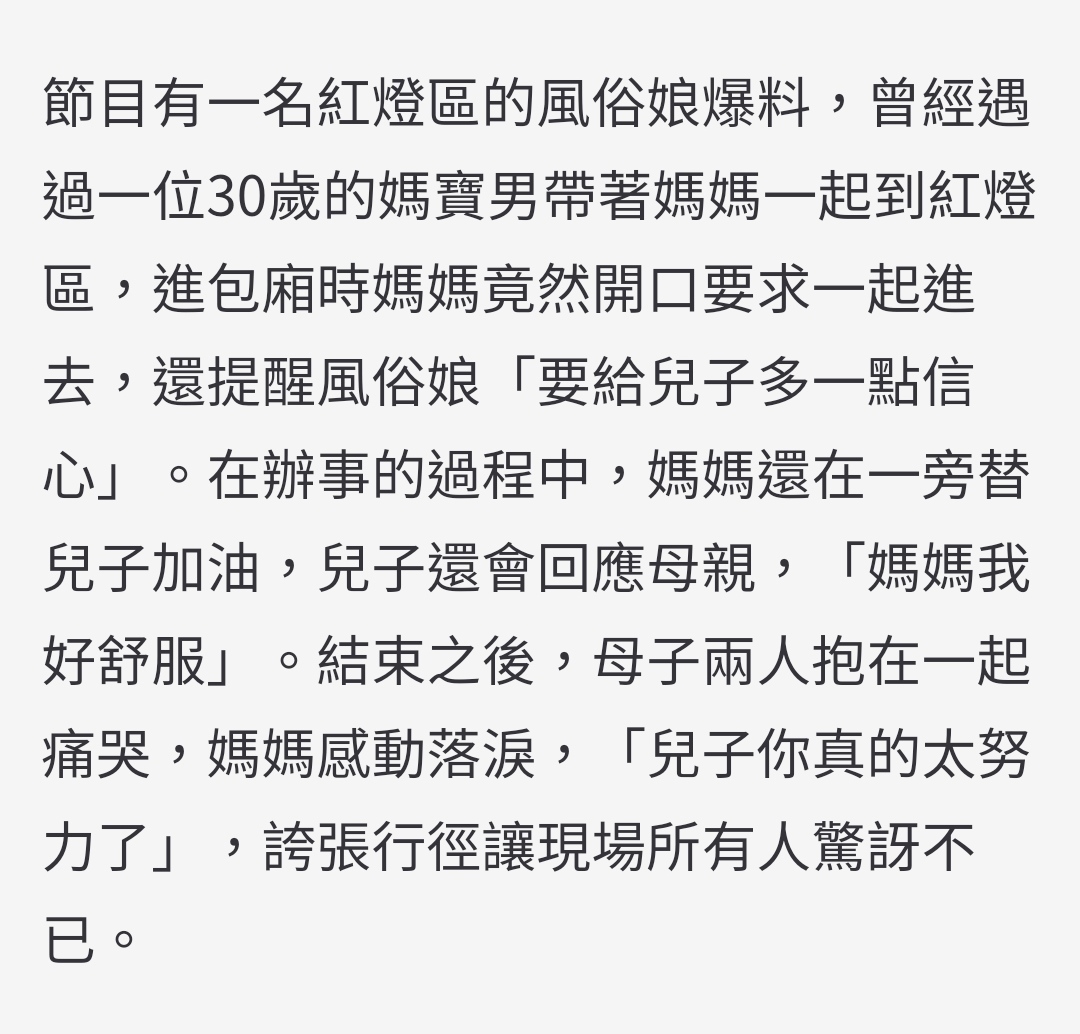 節目有一名紅燈區的風俗娘爆料，曾經遇
過一位30歲的媽寶男帶著媽媽一起到紅燈
區，進包廂時媽媽竟然開口要求一起進
去，還提醒風俗娘「要給兒子多一點信
心」。在辦事的過程中，媽媽還在一旁替
兒子加油，兒子還會回應母親，「媽媽我
好舒服」。結束之後，母子兩人抱在一起
痛哭，媽媽感動落淚，「兒子你真的太努
力了」，誇張行徑讓現場所有人驚訝不
已。